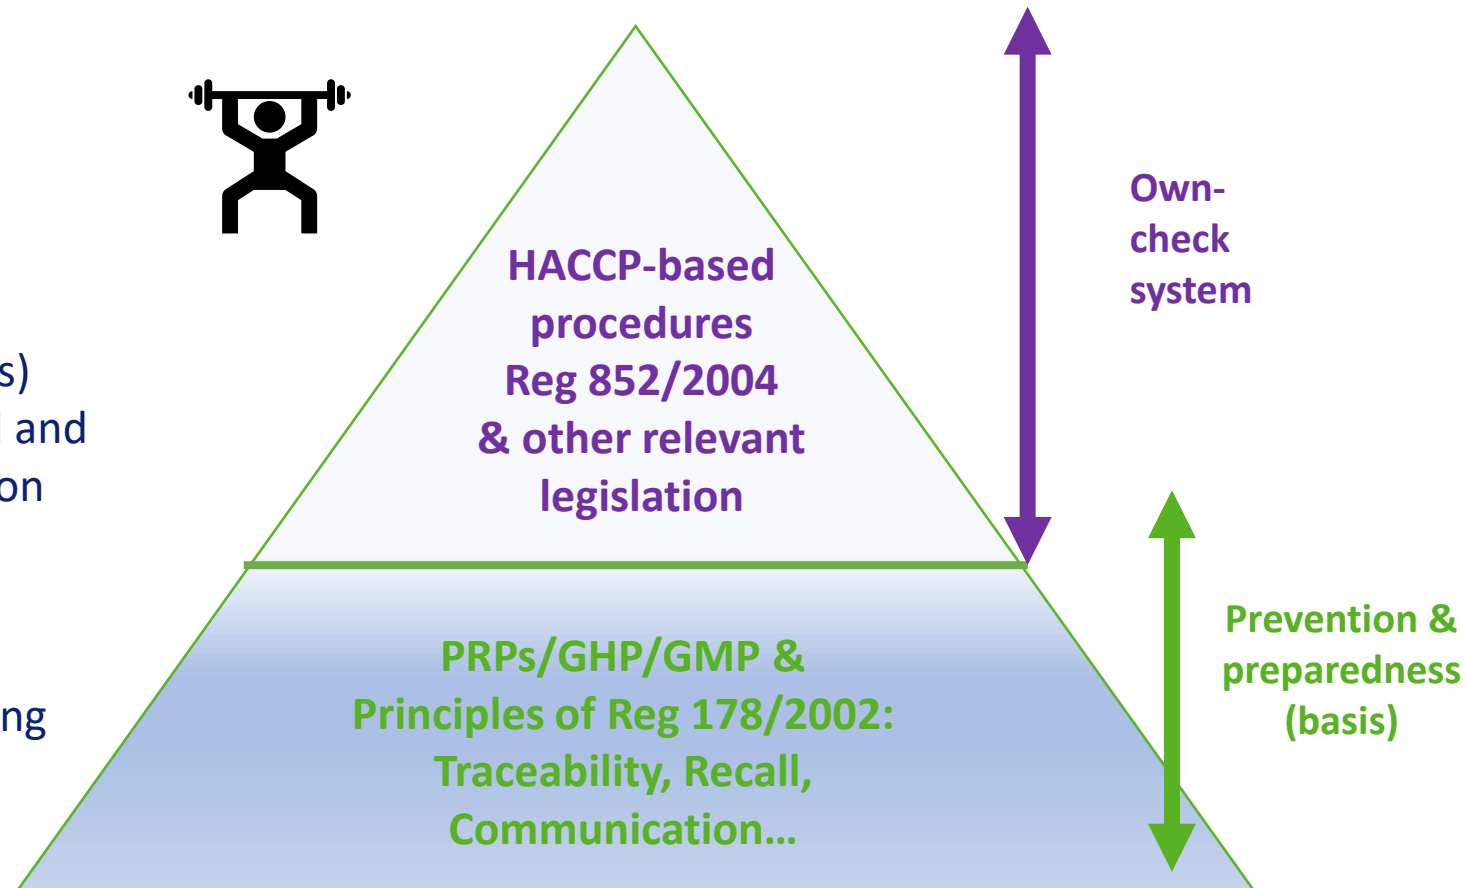 s)
and
on
ng
HACCP-based
procedures
Reg 852/2004
& other relevant
legislation
PRPs/GHP/GMP &
Principles of Reg 178/2002:
Traceability, Recall,
Communication…
Own-
check
system
Prevention &
preparedness
(basis)